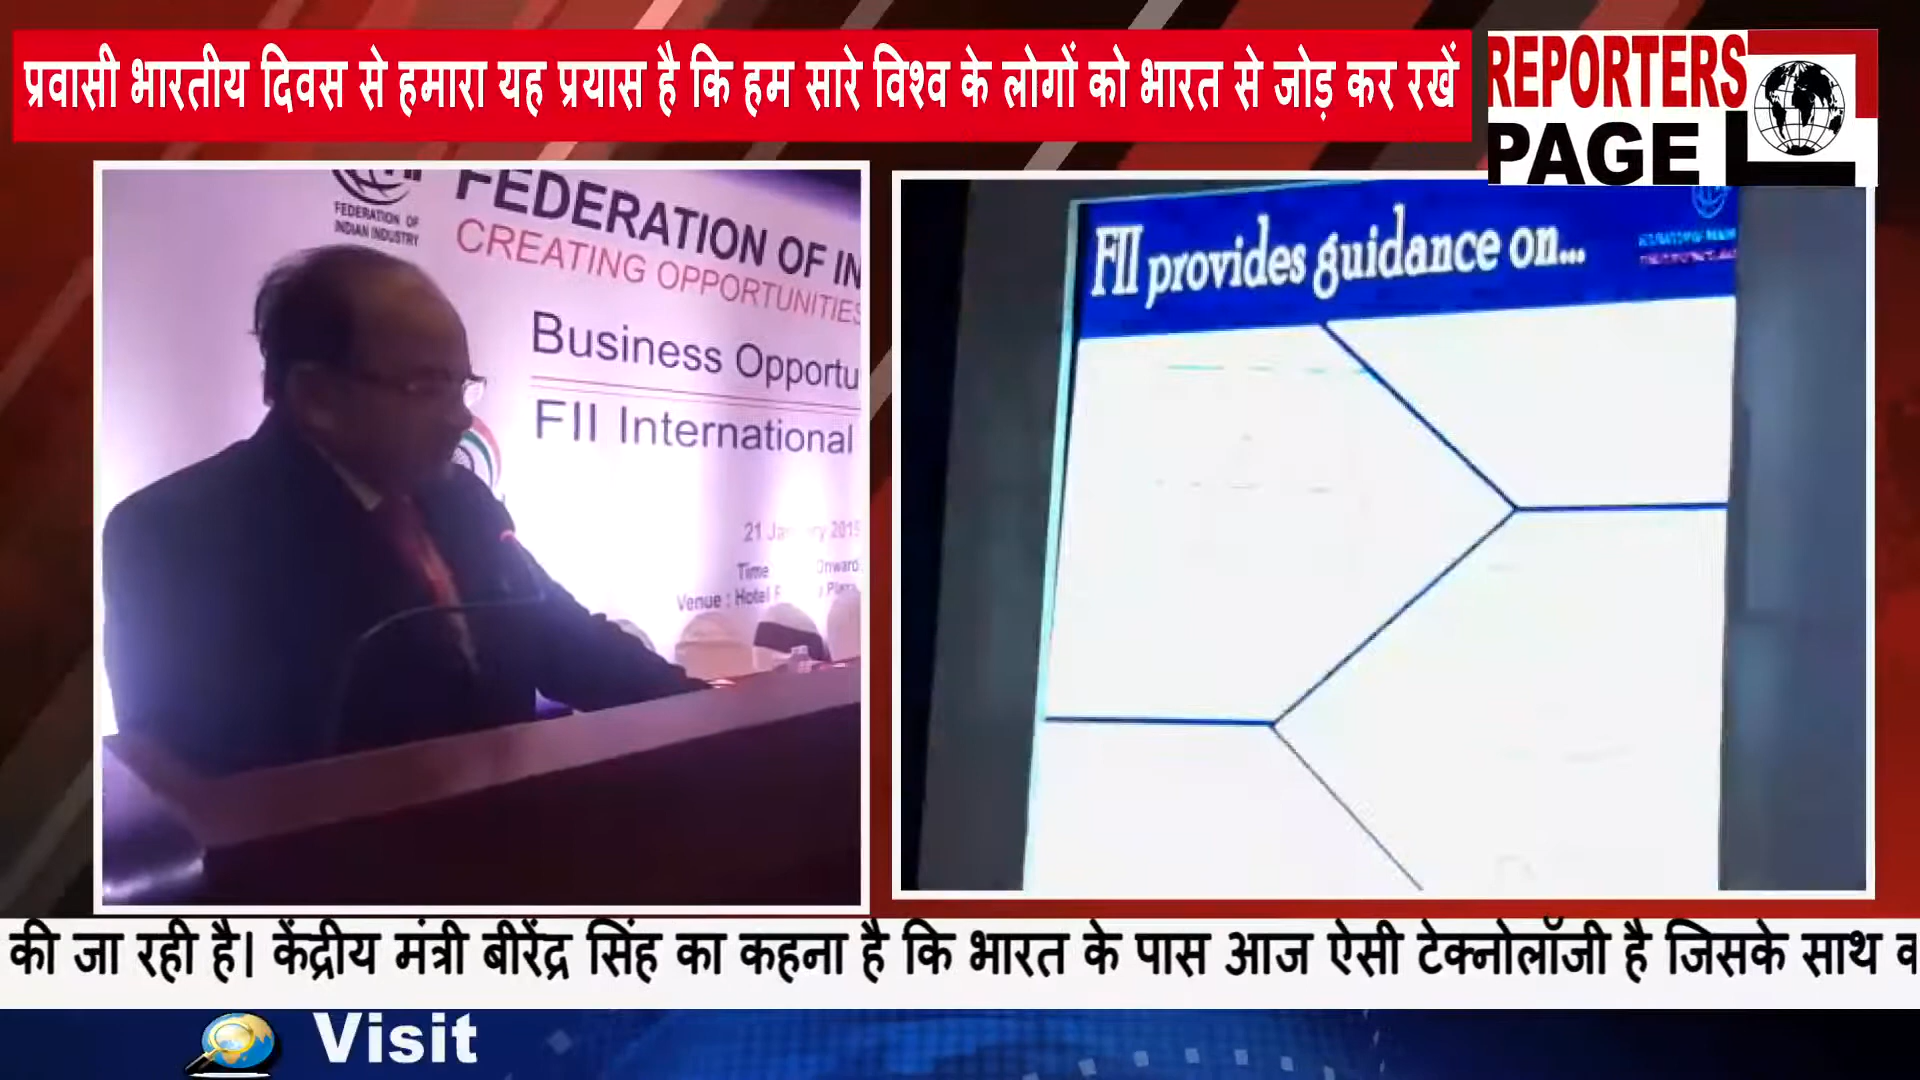 प्रवासी भारतीय दिवस से हमारा यह प्रयास है कि हम सारे विश्व के लोगों को भारत से जोड़ कर रखें
REPORTERS
PAGE
FEDERATION OF
INDIAN INDUSTRY
FEDERATION OF IN
CREATING OPPORTUNITIES
Business Opportu
FII International
21 2019
Time Onward
Venue : Hotel
FII provides guidance on...
की जा रही है। केंद्रीय मंत्री बीरेंद्र सिंह का कहना है कि भारत के पास आज ऐसी टेक्नोलॉजी है जिसके साथ व
Visit